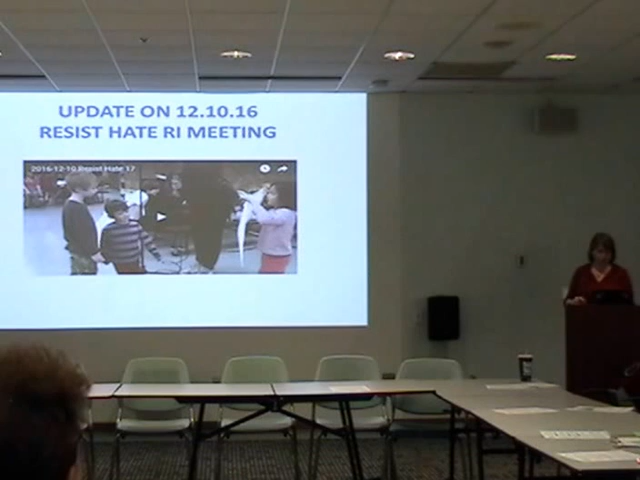 UPDATE ON 12.10.16
RESIST HATE RI MEETING
2016-12-10 Resist Hate 17